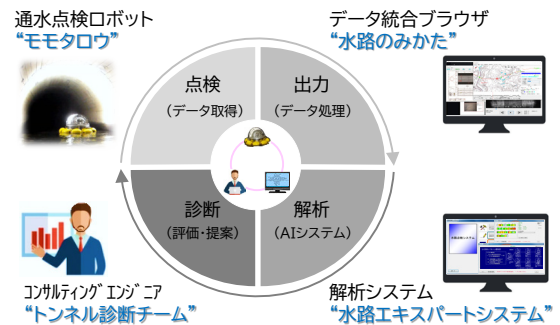 通水点検ロボット
“モモタロウ”
データ統合ブラウザ
“水路のみかた”
点検
（データ取得）
出力
（データ処理）
診断
（評価・提案）
解析
（AIシステム）
コンサルティングエンジニア
“トンネル診断チーム”
解析システム
“水路エキスパートシステム”